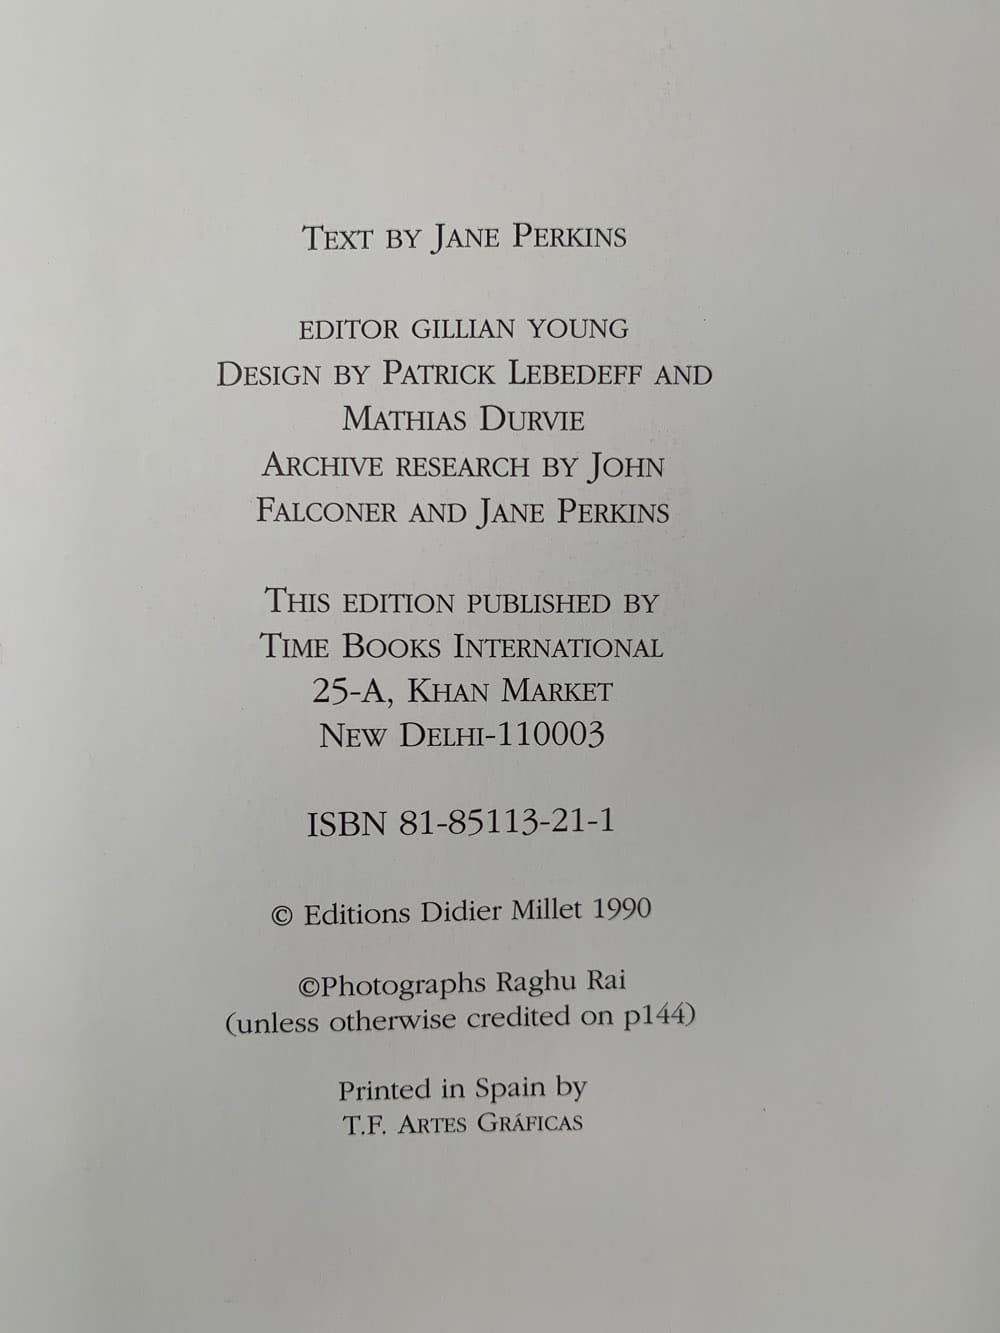 Text by Jane Perkins
editor gillian young
Design by Patrick Lebedeff and
Mathias Durvie
Archive research by John
Falconer and Jane Perkins
This edition published by
Time Books International
25-A, Khan Market
New Delhi-110003
ISBN 81-85113-21-1
© Editions Didier Millet 1990
©Photographs Raghu Rai
(unless otherwise credited on p144)
Printed in Spain by
T.F. Artes Gráficas